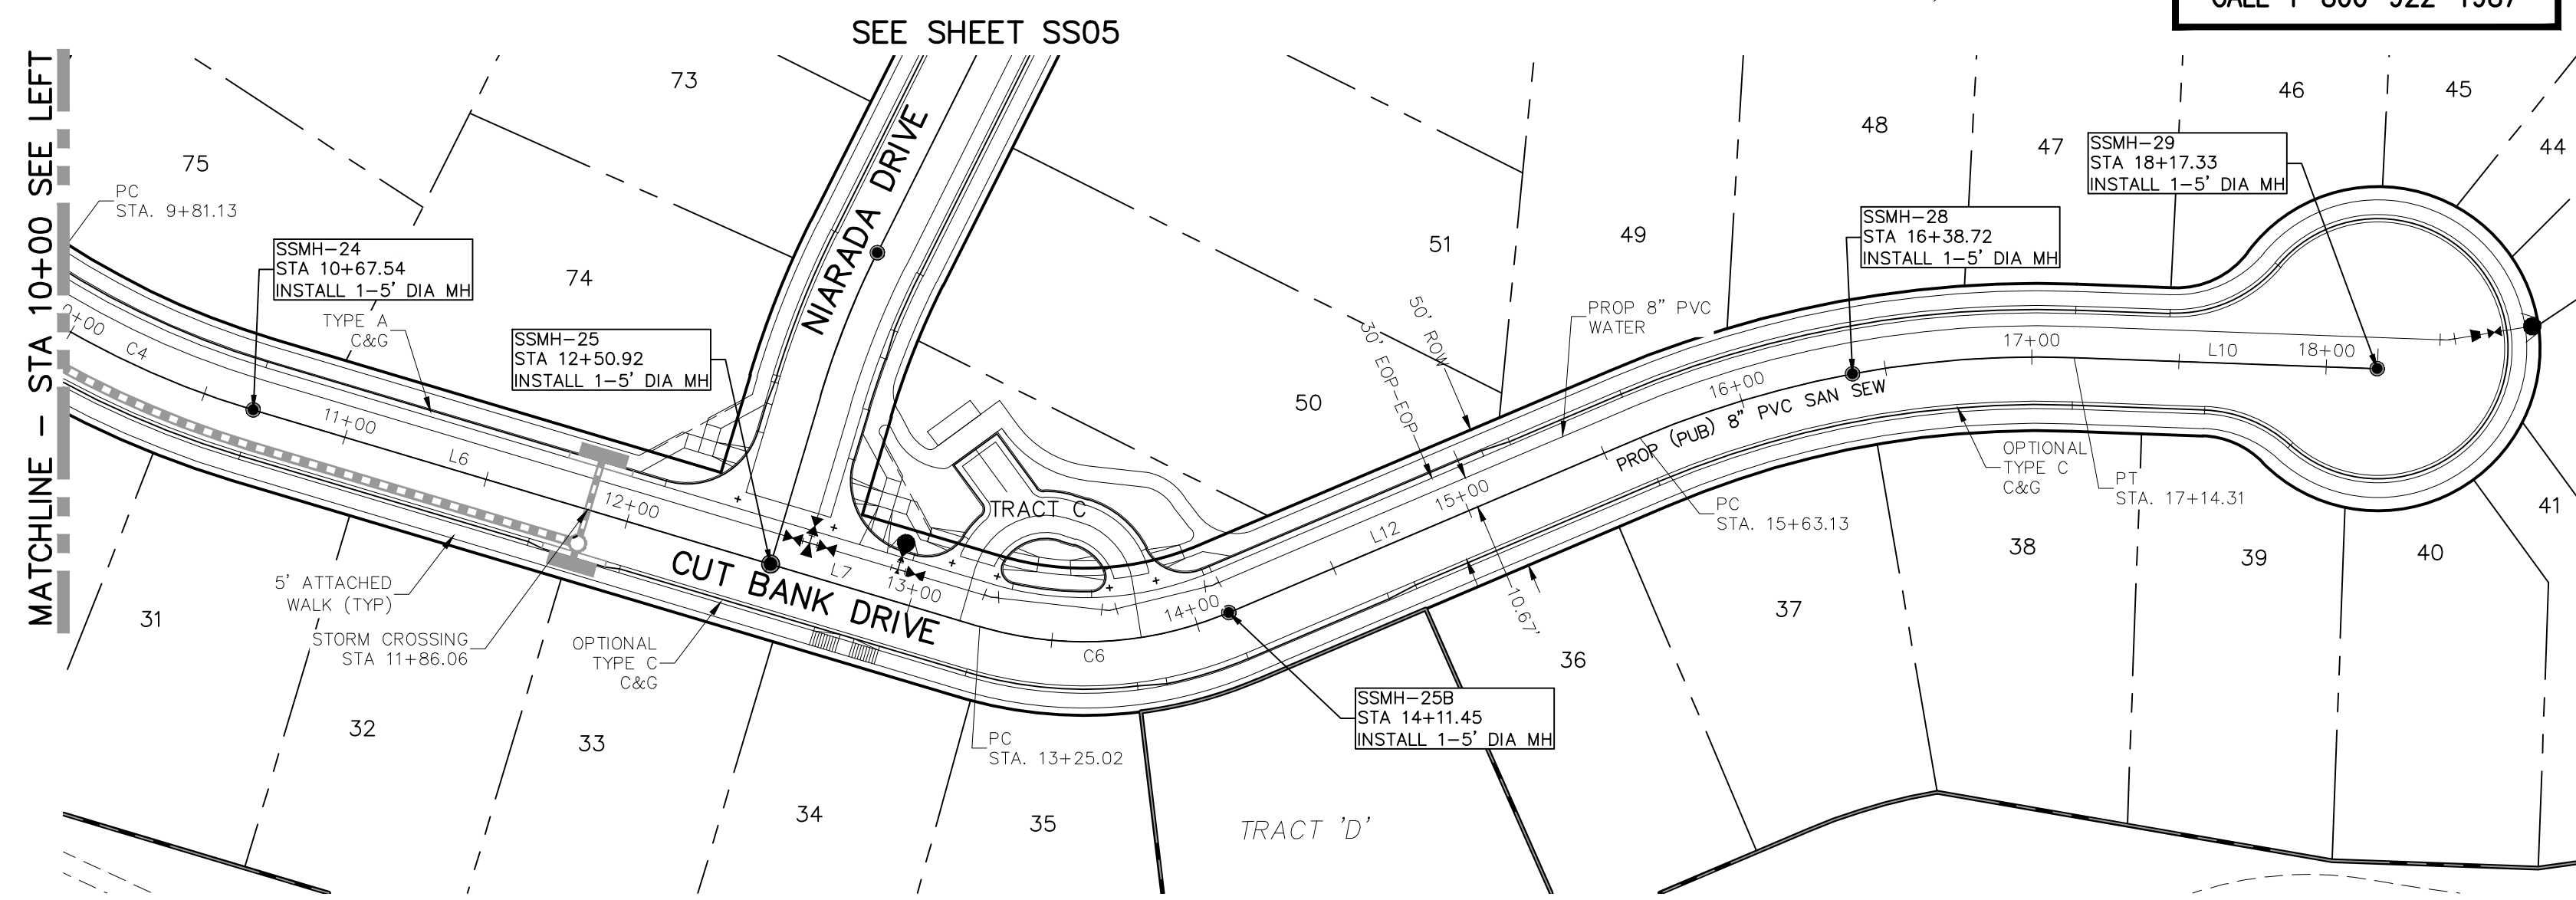 SEE SHEET SS05
MATCHLINE – STA 10+00 SEE LEFT
73
75
PC
STA. 9+81.13
SSMH-24
STA 10+67.54
INSTALL 1-5' DIA MH
TYPE A
C&G
74
C4
11+00
L6
SSMH-25
STA 12+50.92
INSTALL 1-5' DIA MH
NIARADA DRIVE
12+00
CUT BANK DRIVE
L7
13+00
TRACT C
14+00
C6
5' ATTACHED
WALK (TYP)
STORM CROSSING
STA 11+86.06
OPTIONAL
TYPE C
C&G
31
32
33
34
35
PC
STA. 13+25.02
TRACT 'D'
SSMH-25B
STA 14+11.45
INSTALL 1-5' DIA MH
36
37
38
39
40
41
50
51
49
48
47
46
45
44
50' ROW
30' EOP-EOP
15+00
L12
10.67'
PROP 8" PVC
WATER
SSMH-28
STA 16+38.72
INSTALL 1-5' DIA MH
16+00
PROP (PUB) 8" PVC SAN SEW
PC
STA. 15+63.13
17+00
OPTIONAL
TYPE C
C&G
PT
STA. 17+14.31
L10
18+00
SSMH-29
STA 18+17.33
INSTALL 1-5' DIA MH